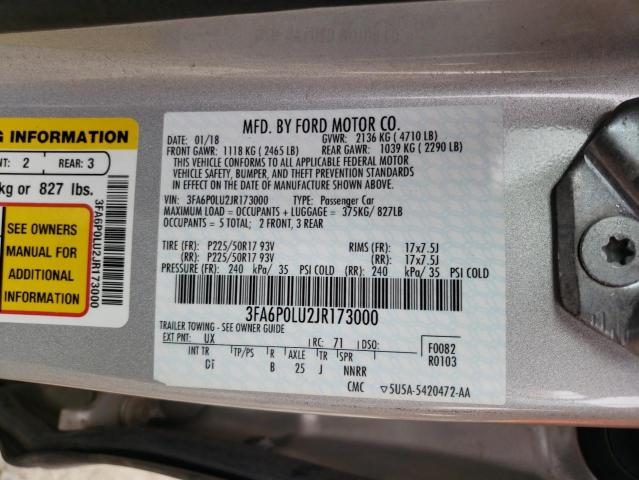 G INFORMATION
NT: 2 REAR: 3
kg or 827 lbs.
SEE OWNERS
MANUAL FOR
ADDITIONAL
INFORMATION
3FA6P0LU2JR173000
MFD. BY FORD MOTOR CO.
DATE: 01/18 GVWR: 2136 KG ( 4710 LB)
FRONT GAWR: 1118 KG ( 2465 LB) REAR GAWR: 1039 KG ( 2290 LB)
THIS VEHICLE CONFORMS TO ALL APPLICABLE FEDERAL MOTOR
VEHICLE SAFETY, BUMPER, AND THEFT PREVENTION STANDARDS
IN EFFECT ON THE DATE OF MANUFACTURE SHOWN ABOVE.
VIN: 3FA6P0LU2JR173000 TYPE: Passenger Car
MAXIMUM LOAD = OCCUPANTS + LUGGAGE = 375KG/ 827LB
OCCUPANTS = 5 TOTAL; 2 FRONT, 3 REAR
TIRE (FR): P225/50R17 93V RIMS (FR): 17x7.5J
(RR): P225/50R17 93V (RR): 17x7.5J
PRESSURE (FR): 240 kPa/ 35 PSI COLD (RR): 240 kPa/ 35 PSI COLD
3FA6P0LU2JR173000
TRAILER TOWING - SEE OWNER GUIDE
EXT PNT: UX RC: 71 DSO: F0082
INT TR TP/PS R AXLE TR SPR R0103
DT B 25 J NNRR
CMC ▽5U5A-5420472-AA